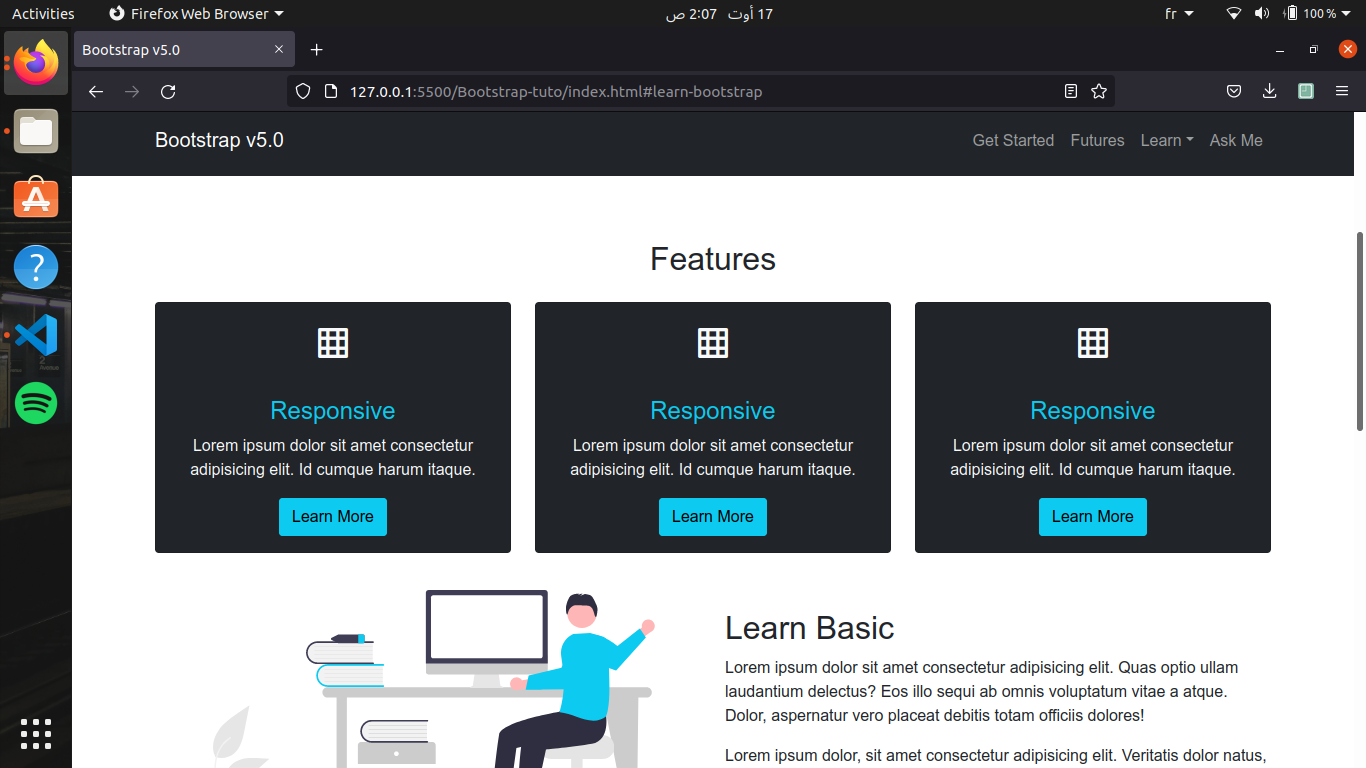 Activities
Firefox Web Browser
17 أوت 2:07 ص
fr
100 %
Bootstrap v5.0
127.0.0.1:5500/Bootstrap-tuto/index.html#learn-bootstrap
Bootstrap v5.0
Get Started
Futures
Learn
Ask Me
Features
Responsive
Lorem ipsum dolor sit amet consectetur
adipisicing elit. Id cumque harum itaque.
Learn More
Responsive
Lorem ipsum dolor sit amet consectetur
adipisicing elit. Id cumque harum itaque.
Learn More
Responsive
Lorem ipsum dolor sit amet consectetur
adipisicing elit. Id cumque harum itaque.
Learn More
Learn Basic
Lorem ipsum dolor sit amet consectetur adipisicing elit. Quas optio ullam
laudantium delectus? Eos illo sequi ab omnis voluptatum vitae a atque.
Dolor, aspernatur vero placeat debitis totam officiis dolores!
Lorem ipsum dolor, sit amet consectetur adipisicing elit. Veritatis dolor natus,